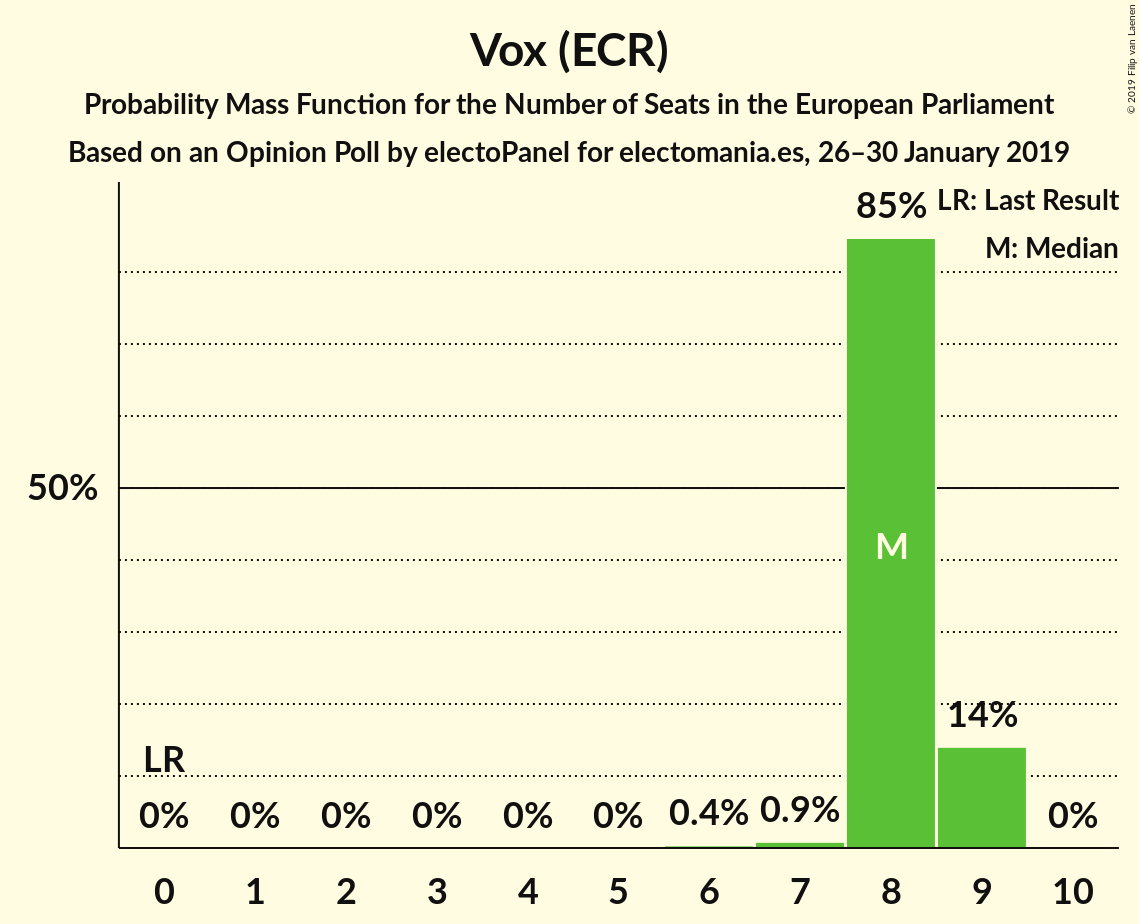 Vox (ECR)
Probability Mass Function for the Number of Seats in the European Parliament
Based on an Opinion Poll by electoPanel for electomania.es, 26–30 January 2019
© 2019 Filip van Laenen
85%
LR: Last Result
M: Median
50%
M
14%
LR
0% 0% 0% 0% 0% 0% 0.4% 0.9% 0%
0 1 2 3 4 5 6 7 8 9 10